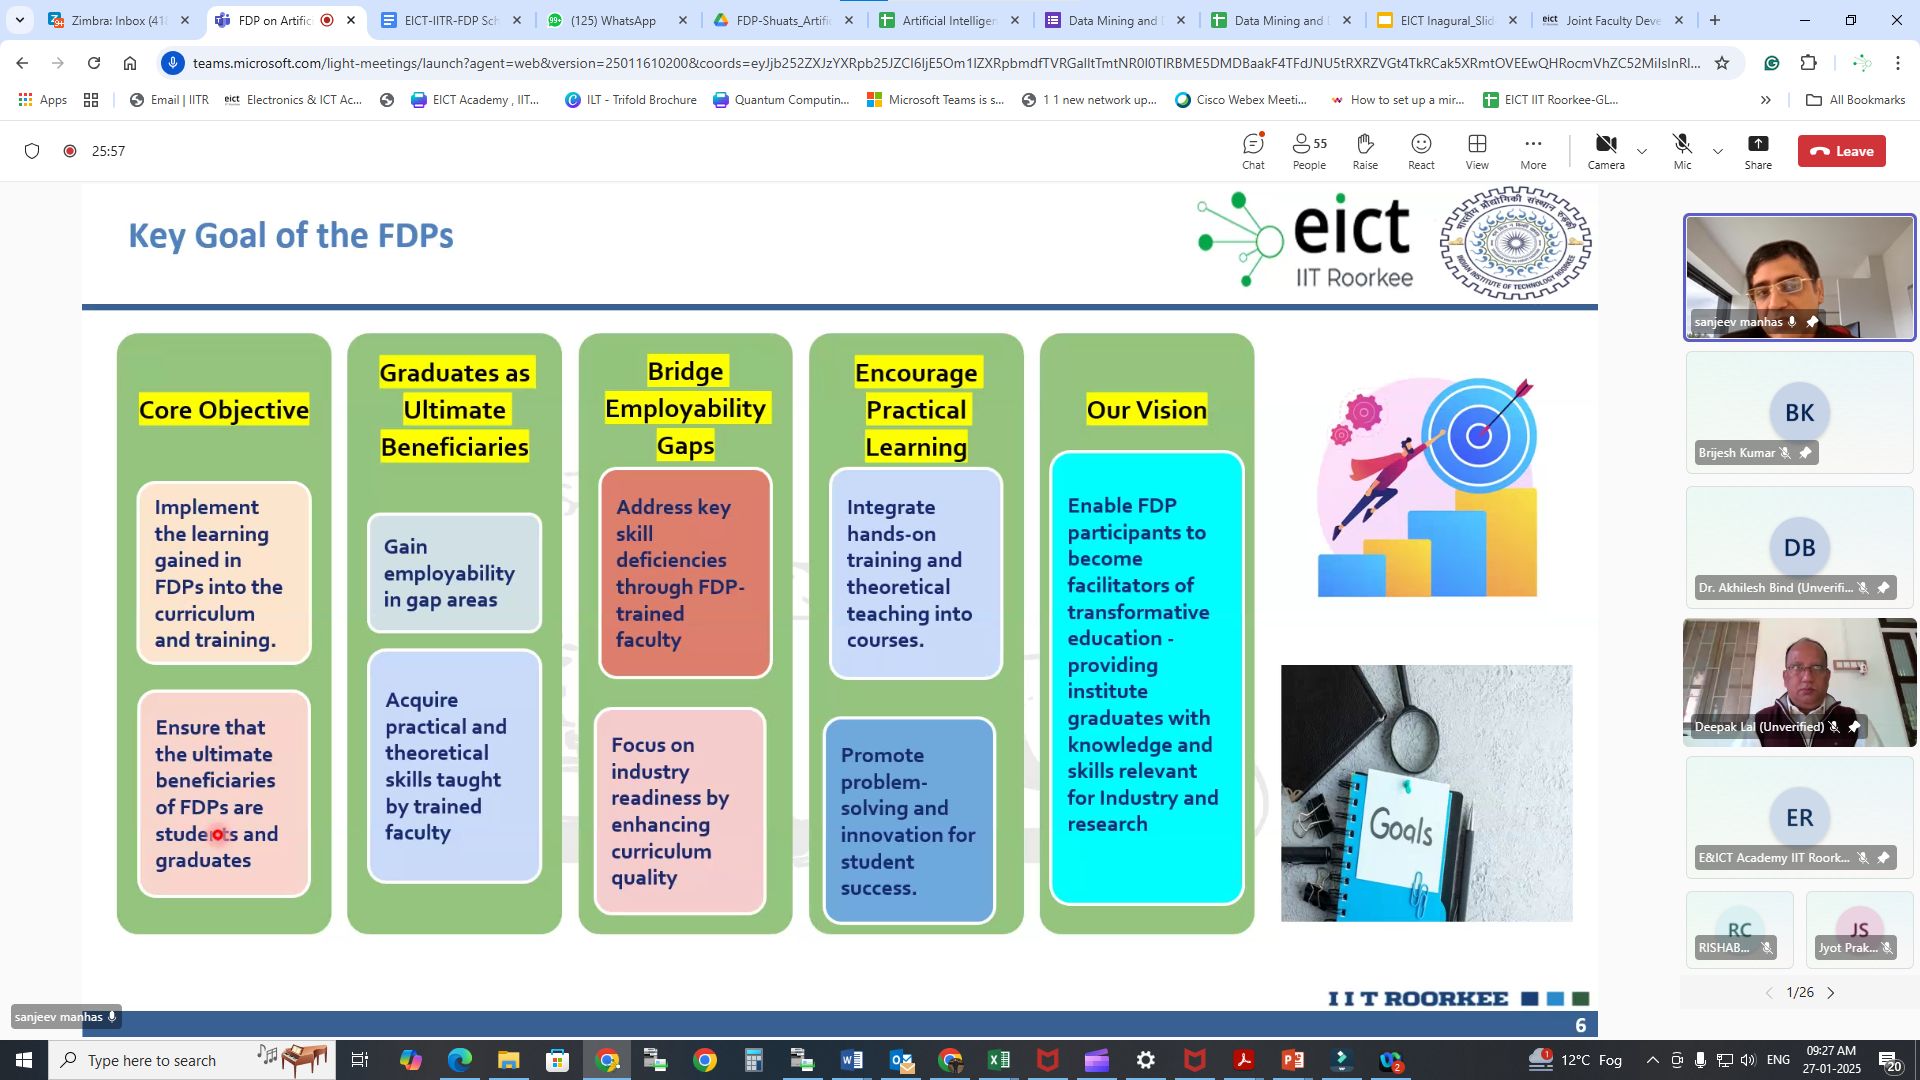 Zimbra: Inbox (418
FDP on Artific
EICT-IITR-FDP Sch
(125) WhatsApp
FDP-Shuats_Artific
Artificial Intelligen
Data Mining and
Data Mining and
EICT Inagural_Slid
Joint Faculty Deve
teams.microsoft.com/light-meetings/launch?agent=web&version=25011610200&coords=
Apps
Email | IITR
Electronics & ICT Ac...
EICT Academy , IIT...
ILT - Trifold Brochure
Quantum Computin...
Microsoft Teams is s...
1 1 new network up...
Cisco Webex Meeti...
How to set up a mir...
EICT IIT Roorkee-GL...
All Bookmarks
25:57
Chat
55
People
Raise
React
View
More
Camera
Mic
Share
Leave
Key Goal of the FDPs
eict
IIT Roorkee
Core Objective
Implement
the learning
gained in
FDPs into the
curriculum
and training.
Ensure that
the ultimate
beneficiaries
of FDPs are
students and
graduates
Graduates as
Ultimate
Beneficiaries
Gain
employability
in gap areas
Acquire
practical and
theoretical
skills taught
by trained
faculty
Bridge
Employability
Gaps
Address key
skill
deficiencies
through FDP-
trained
faculty
Focus on
industry
readiness by
enhancing
curriculum
quality
Encourage
Practical
Learning
Integrate
hands-on
training and
theoretical
teaching into
courses.
Promote
problem-
solving and
innovation for
student
success.
Our Vision
Enable FDP
participants to
become
facilitators of
transformative
education -
providing
institute
graduates with
knowledge and
skills relevant
for Industry and
research
Goals
IIT ROORKEE
6
sanjeev manhas
sanjeev manhas
BK
Brijesh Kumar
DB
Dr. Akhilesh Bind (Unverifi...
Deepak Lal (Unverified)
ER
E&ICT Academy IIT Roork...
RC
RISHAB...
JS
Jyot Prak...
1/26
Type here to search
12°C Fog
ENG
09:27 AM
27-01-2025
20